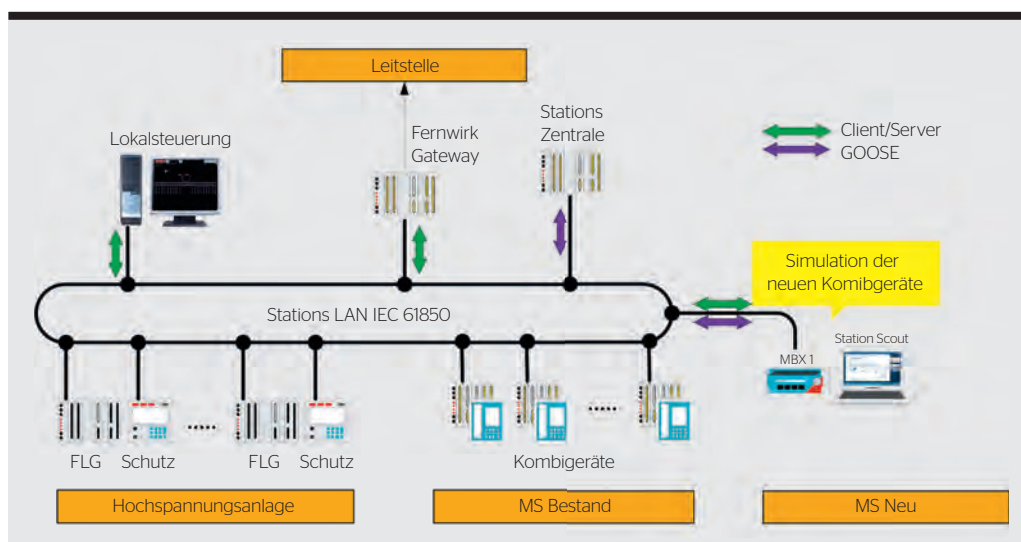 Leitstelle
Lokalsteuerung
Fernwirk
Gateway
Stations
Zentrale
Client/Server
GOOSE
Simulation der
neuen Komibgeräte
Stations LAN IEC 61850
MBX 1
Station Scout
FLG
Schutz
FLG
Schutz
Kombigeräte
Hochspannungsanlage
MS Bestand
MS Neu